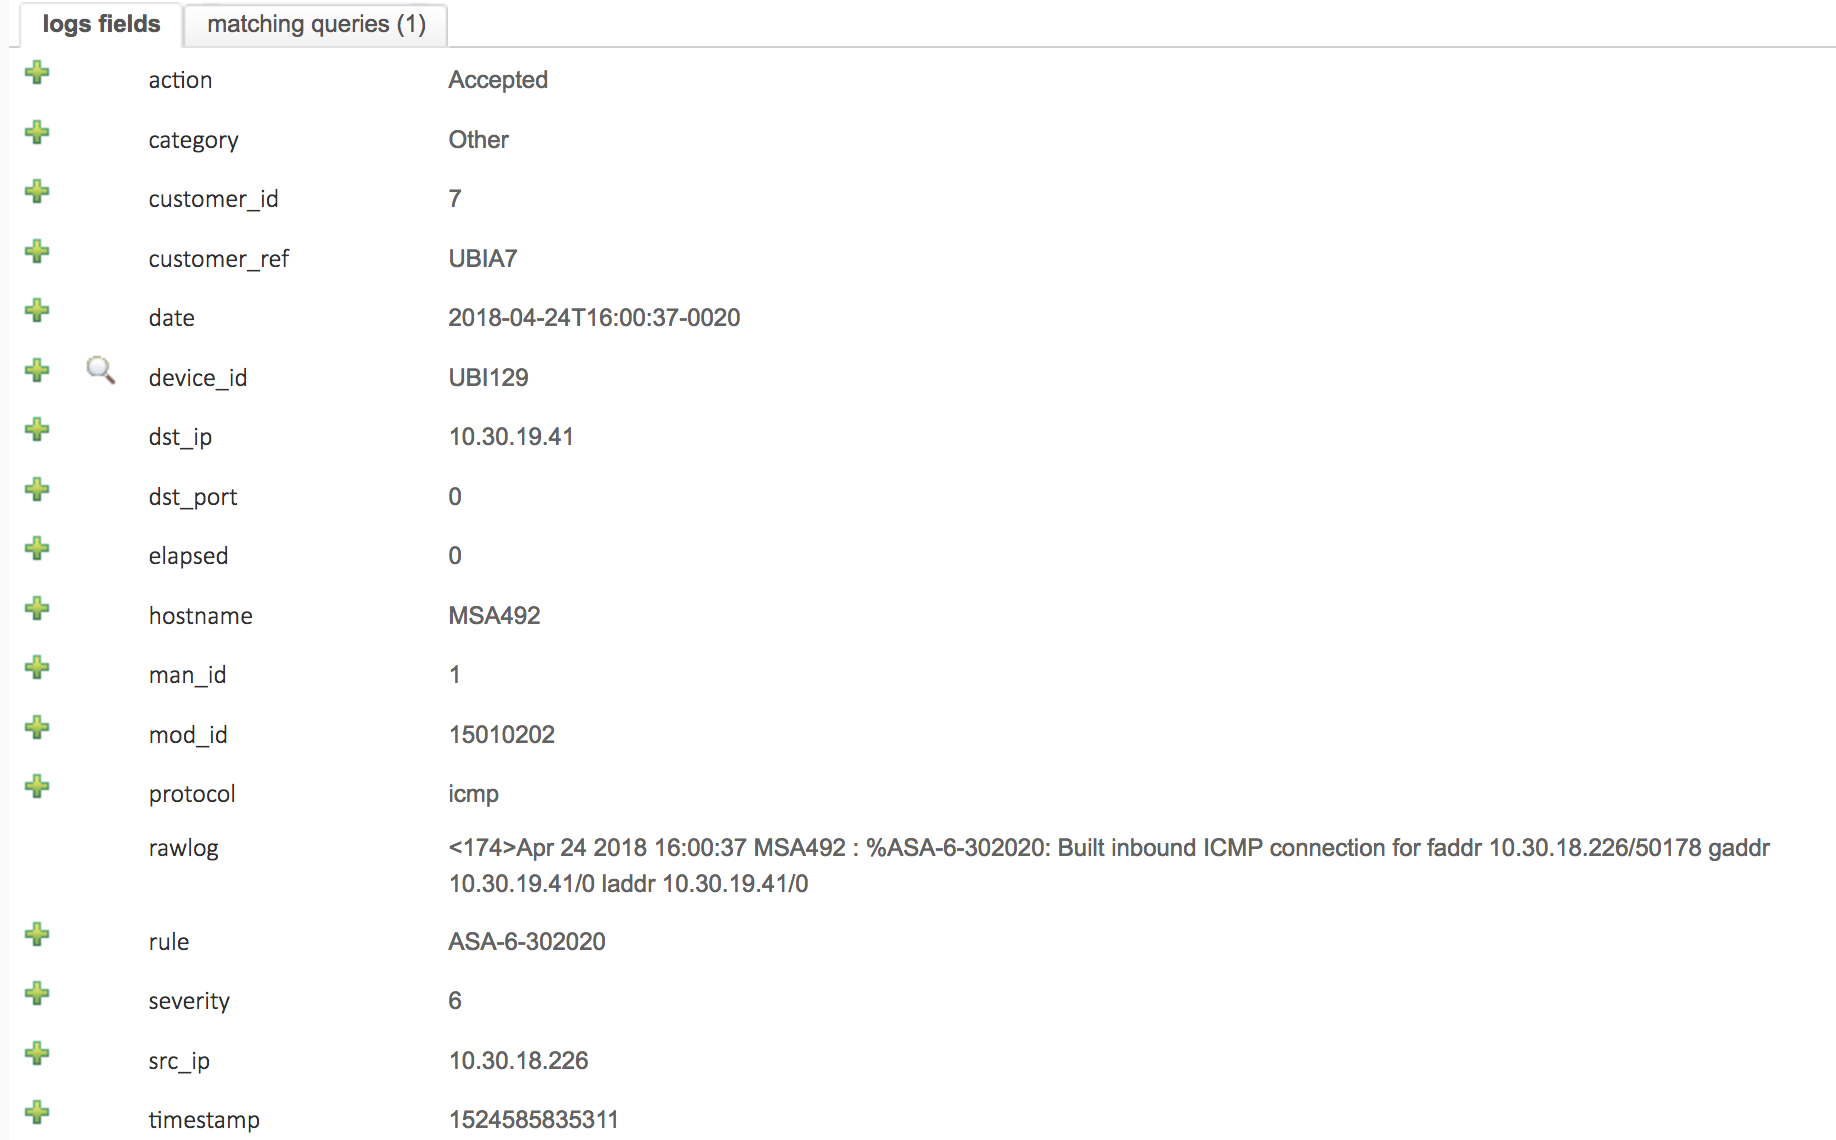 logs fields matching queries (1)
action Accepted
category Other
customer_id 7
customer_ref UBIA7
date 2018-04-24T16:00:37-0020
device_id UBI129
dst_ip 10.30.19.41
dst_port 0
elapsed 0
hostname MSA492
man_id 1
mod_id 15010202
protocol icmp
rawlog <174>Apr 24 2018 16:00:37 MSA492 : %ASA-6-302020: Built inbound ICMP connection for faddr 10.30.18.226/50178 gaddr
10.30.19.41/0 laddr 10.30.19.41/0
rule ASA-6-302020
severity 6
src_ip 10.30.18.226
timestamp 1524585835311